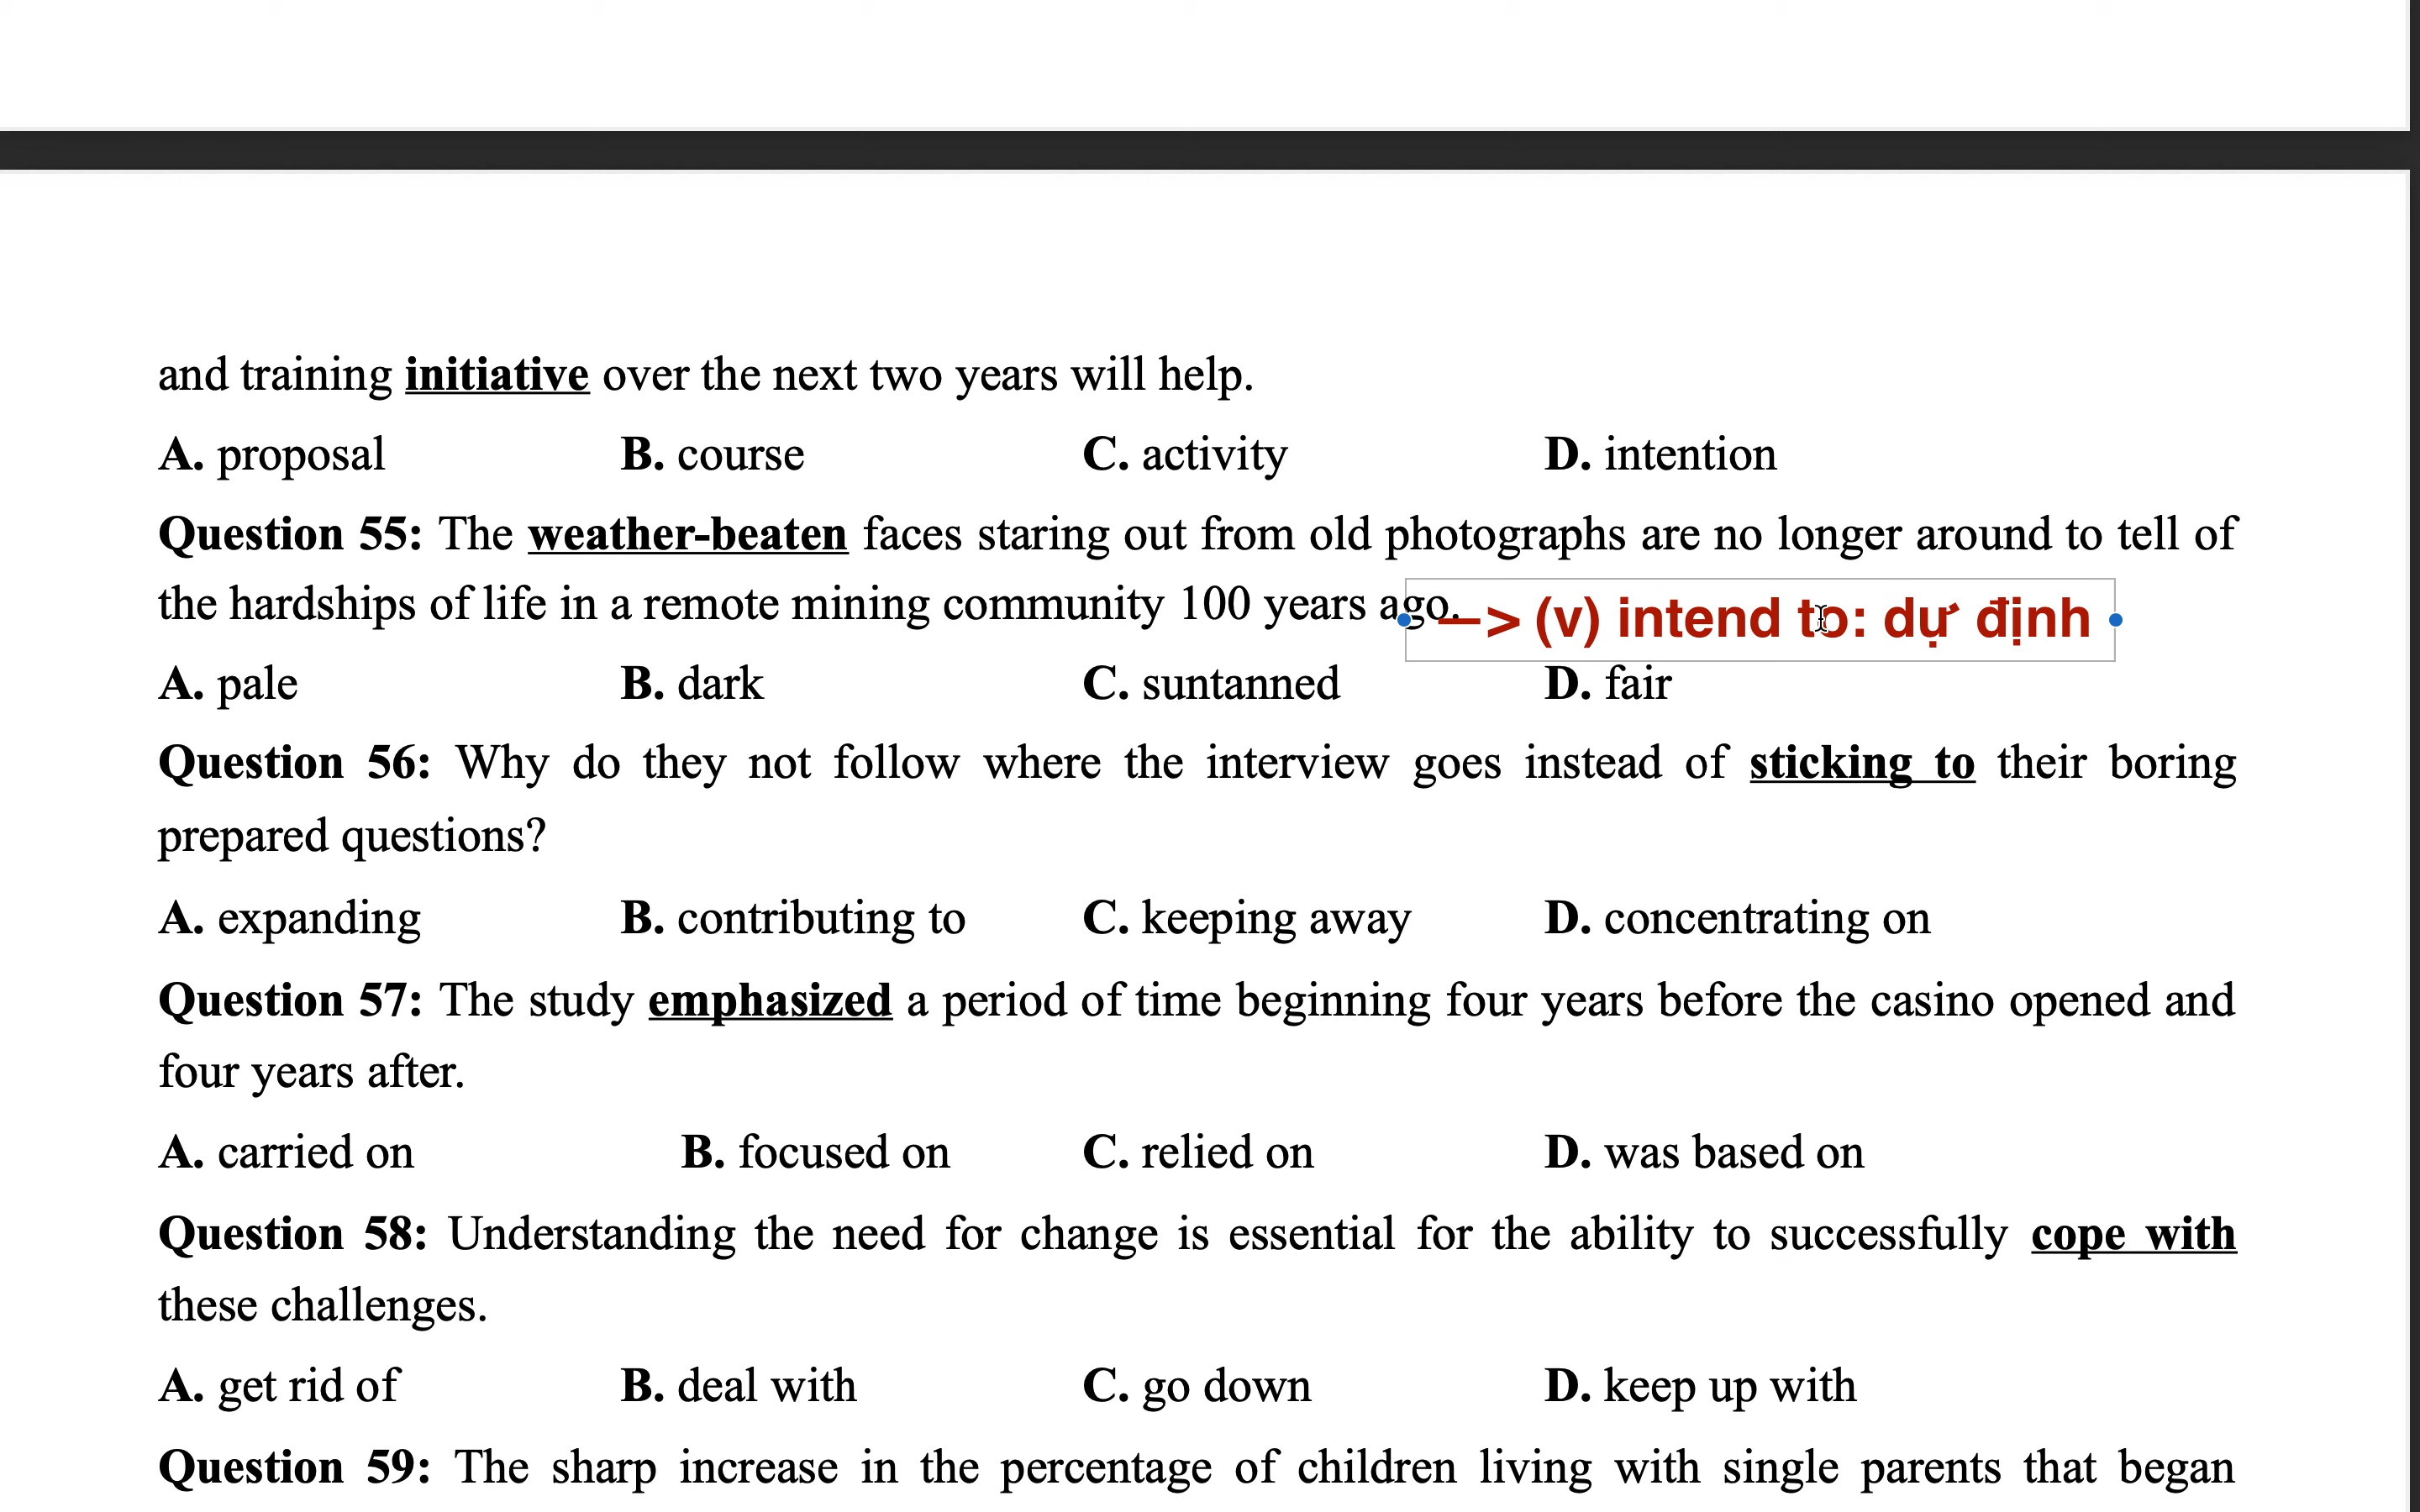 and training initiative over the next two years will help.
A. proposal B. course C. activity D. intention
Question 55: The weather-beaten faces staring out from old photographs are no longer around to tell of
the hardships of life in a remote mining community 100 years ago.
—> (v) intend to: dự định
A. pale B. dark C. suntanned D. fair
Question 56: Why do they not follow where the interview goes instead of sticking to their boring
prepared questions?
A. expanding B. contributing to C. keeping away D. concentrating on
Question 57: The study emphasized a period of time beginning four years before the casino opened and
four years after.
A. carried on B. focused on C. relied on D. was based on
Question 58: Understanding the need for change is essential for the ability to successfully cope with
these challenges.
A. get rid of B. deal with C. go down D. keep up with
Question 59: The sharp increase in the percentage of children living with single parents that began